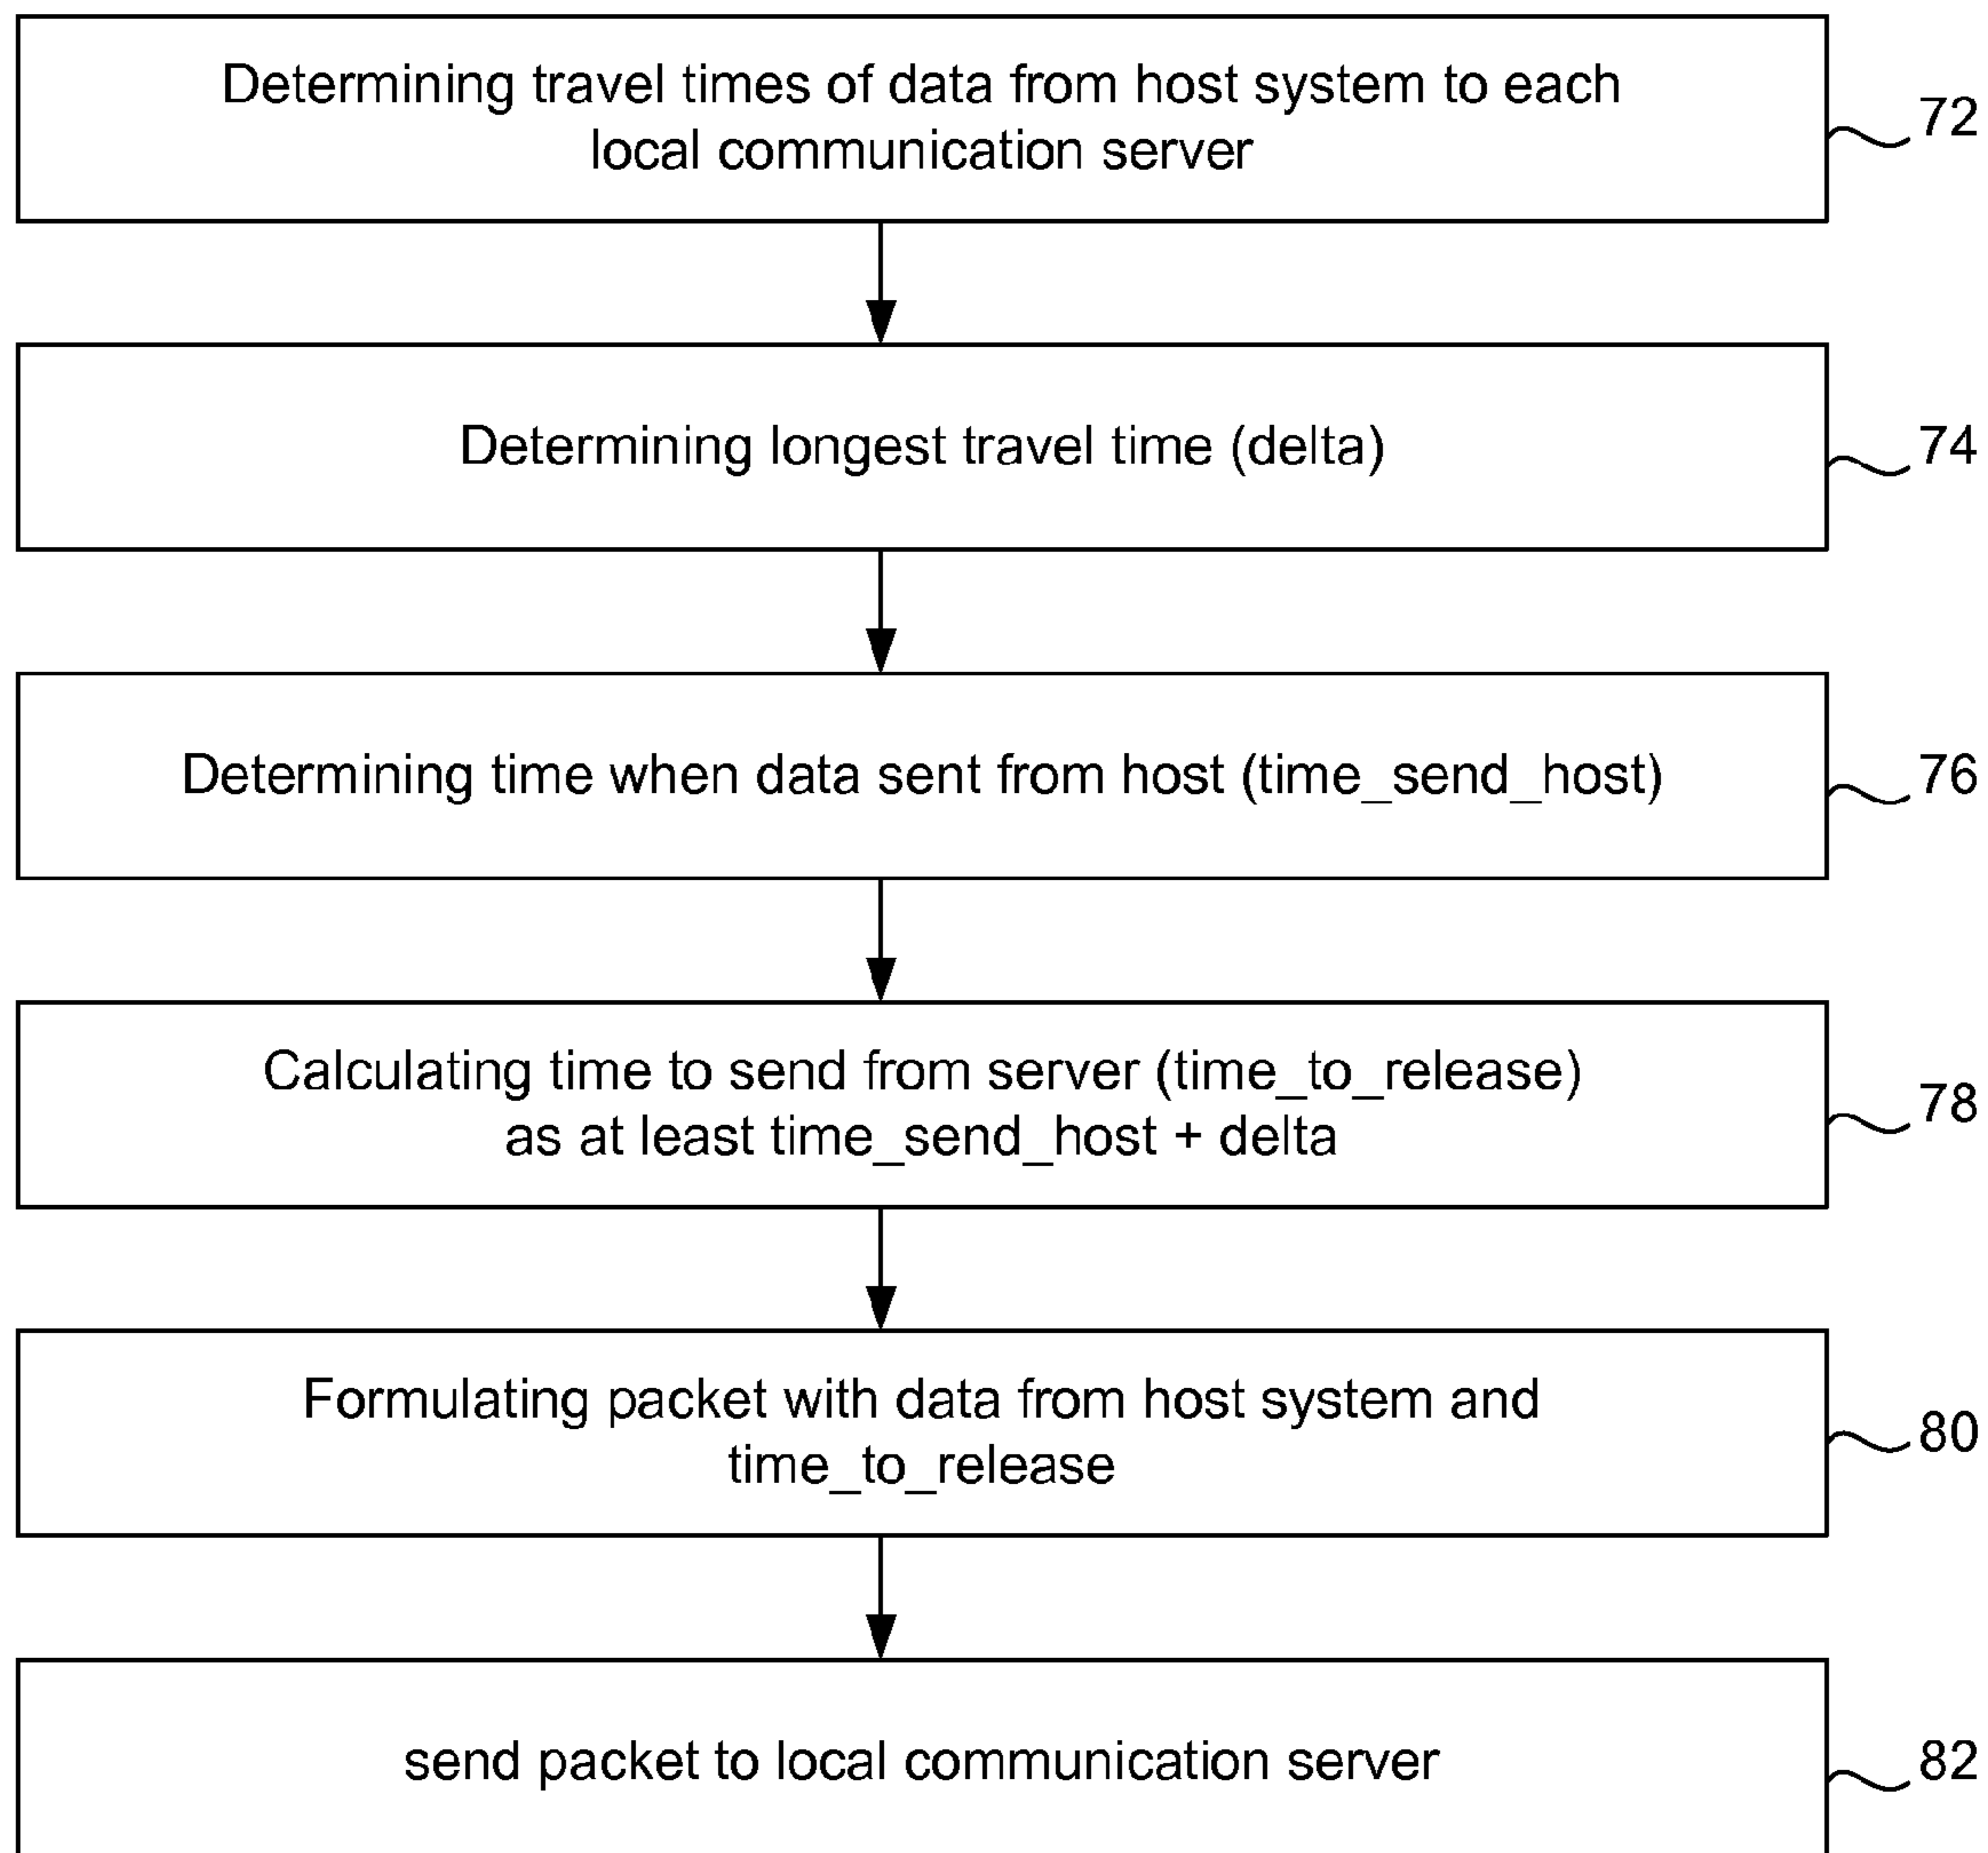 Determining travel times of data from host system to each
local communication server
72
Determining longest travel time (delta)
74
Determining time when data sent from host (time_send_host)
76
Calculating time to send from server (time_to_release)
as at least time_send_host + delta
78
Formulating packet with data from host system and
time_to_release
80
send packet to local communication server
82